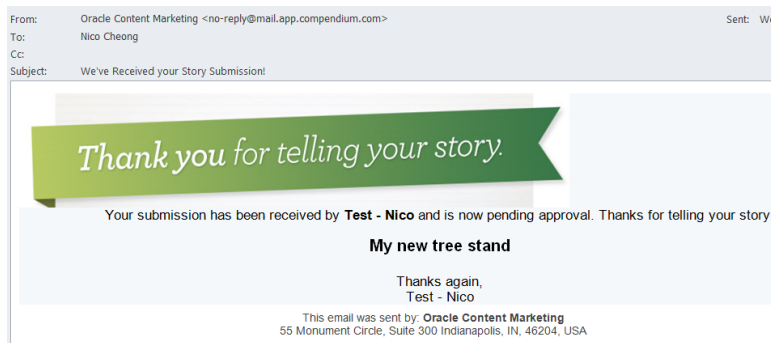 From: Oracle Content Marketing <no-reply@mail.app.compendium.com> Sent: We
To: Nico Cheong
Cc:
Subject: We've Received your Story Submission!
Thank you for telling your story.
Your submission has been received by Test - Nico and is now pending approval. Thanks for telling your story
My new tree stand
Thanks again,
Test - Nico
This email was sent by: Oracle Content Marketing
55 Monument Circle, Suite 300 Indianapolis, IN, 46204, USA